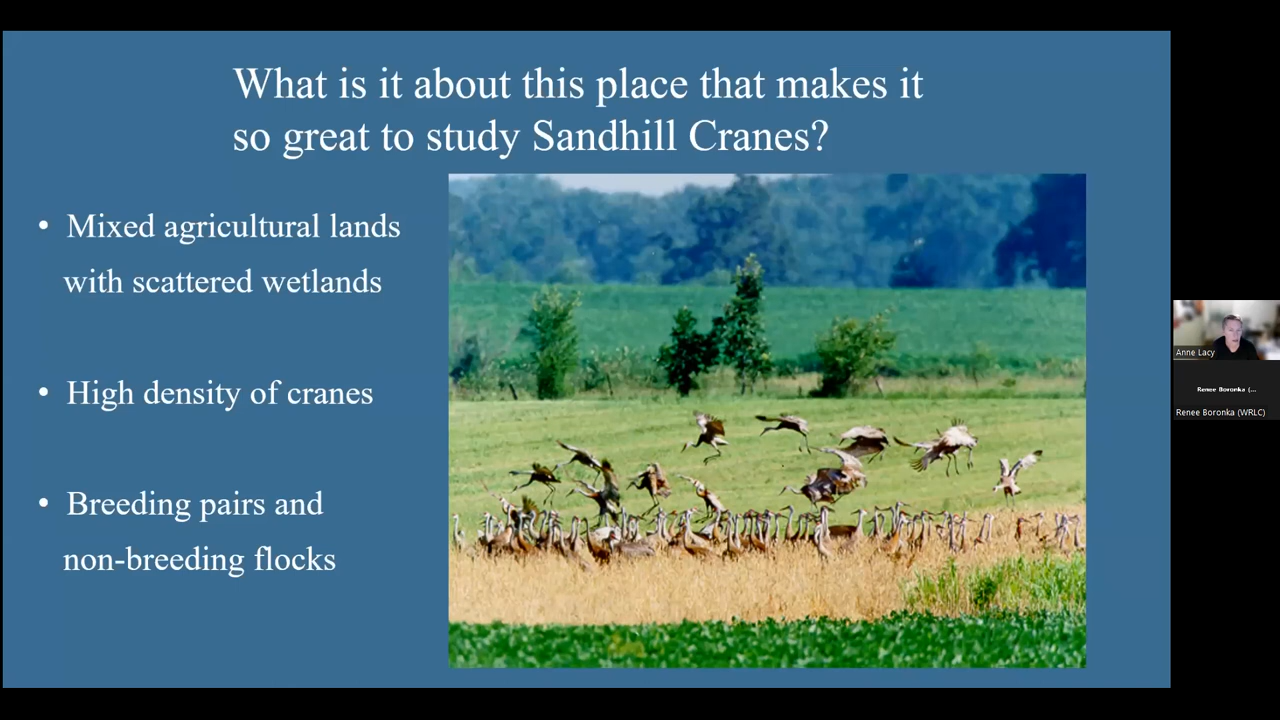 What is it about this place that makes it
so great to study Sandhill Cranes?
• Mixed agricultural lands
with scattered wetlands
• High density of cranes
• Breeding pairs and
non-breeding flocks
Anne Lacy
Renee Boronka (...
Renee Boronka (WRLC)